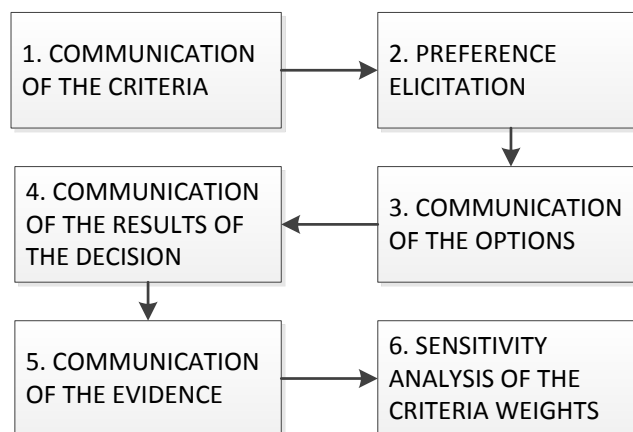 1. COMMUNICATION
OF THE CRITERIA
2. PREFERENCE
ELICITATION
3. COMMUNICATION
OF THE OPTIONS
4. COMMUNICATION
OF THE RESULTS OF
THE DECISION
5. COMMUNICATION
OF THE EVIDENCE
6. SENSITIVITY
ANALYSIS OF THE
CRITERIA WEIGHTS